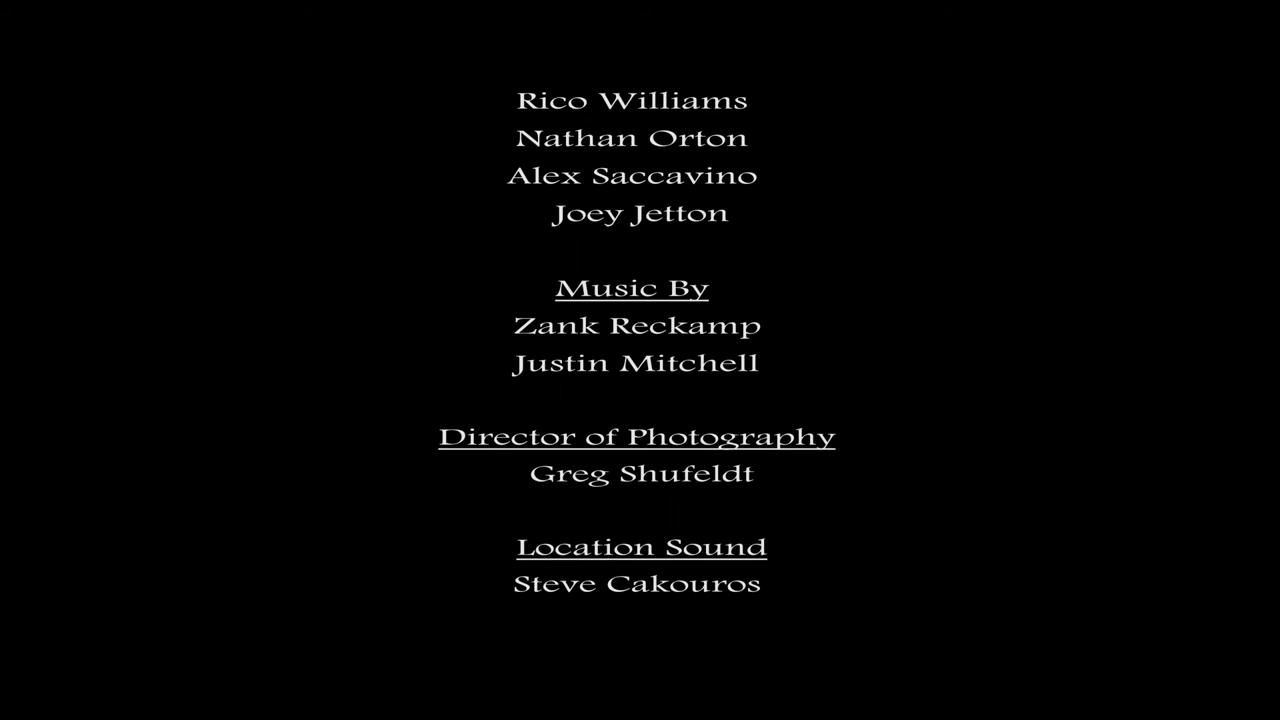 Rico Williams
Nathan Orton
Alex Saccavino
Joey Jetton
Music By
Zank Reckamp
Justin Mitchell
Director of Photography
Greg Shufeldt
Location Sound
Steve Cakouros